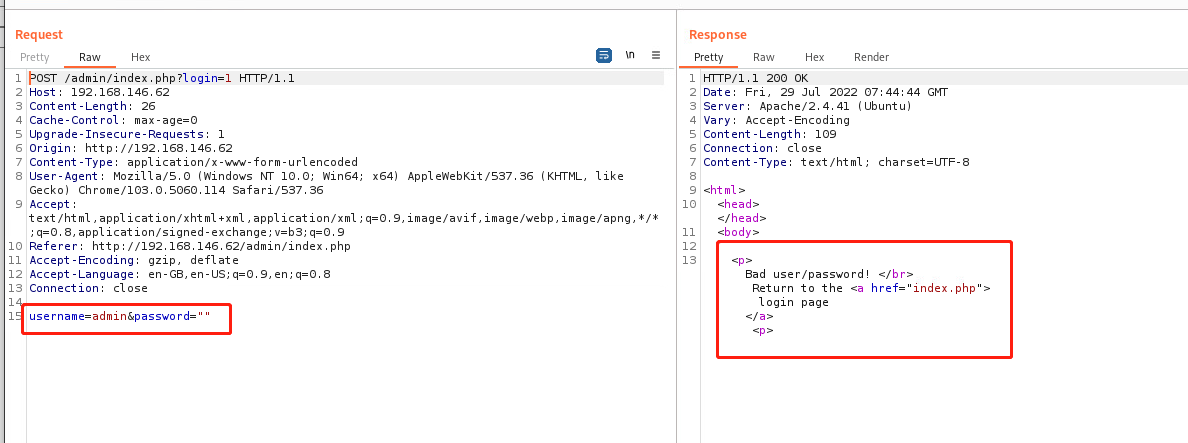 Request
Pretty Raw Hex \n
1 POST /admin/index.php?login=1 HTTP/1.1
2 Host: 192.168.146.62
3 Content-Length: 26
4 Cache-Control: max-age=0
5 Upgrade-Insecure-Requests: 1
6 Origin: http://192.168.146.62
7 Content-Type: application/x-www-form-urlencoded
8 User-Agent: Mozilla/5.0 (Windows NT 10.0; Win64; x64) AppleWebKit/537.36 (KHTML, like
Gecko) Chrome/103.0.5060.114 Safari/537.36
9 Accept:
text/html,application/xhtml+xml,application/xml;q=0.9,image/avif,image/webp,image/apng,*/*
;q=0.8,application/signed-exchange;v=b3;q=0.9
10 Referer: http://192.168.146.62/admin/index.php
11 Accept-Encoding: gzip, deflate
12 Accept-Language: en-GB,en-US;q=0.9,en;q=0.8
13 Connection: close
14
15 username=admin&password=""
Response
Pretty Raw Hex Render
1 HTTP/1.1 200 OK
2 Date: Fri, 29 Jul 2022 07:44:44 GMT
3 Server: Apache/2.4.41 (Ubuntu)
4 Vary: Accept-Encoding
5 Content-Length: 109
6 Connection: close
7 Content-Type: text/html; charset=UTF-8
8
9 <html>
10 <head>
</head>
11 <body>
12
13 <p>
Bad user/password! </br>
Return to the <a href="index.php">
login page
</a>
<p>